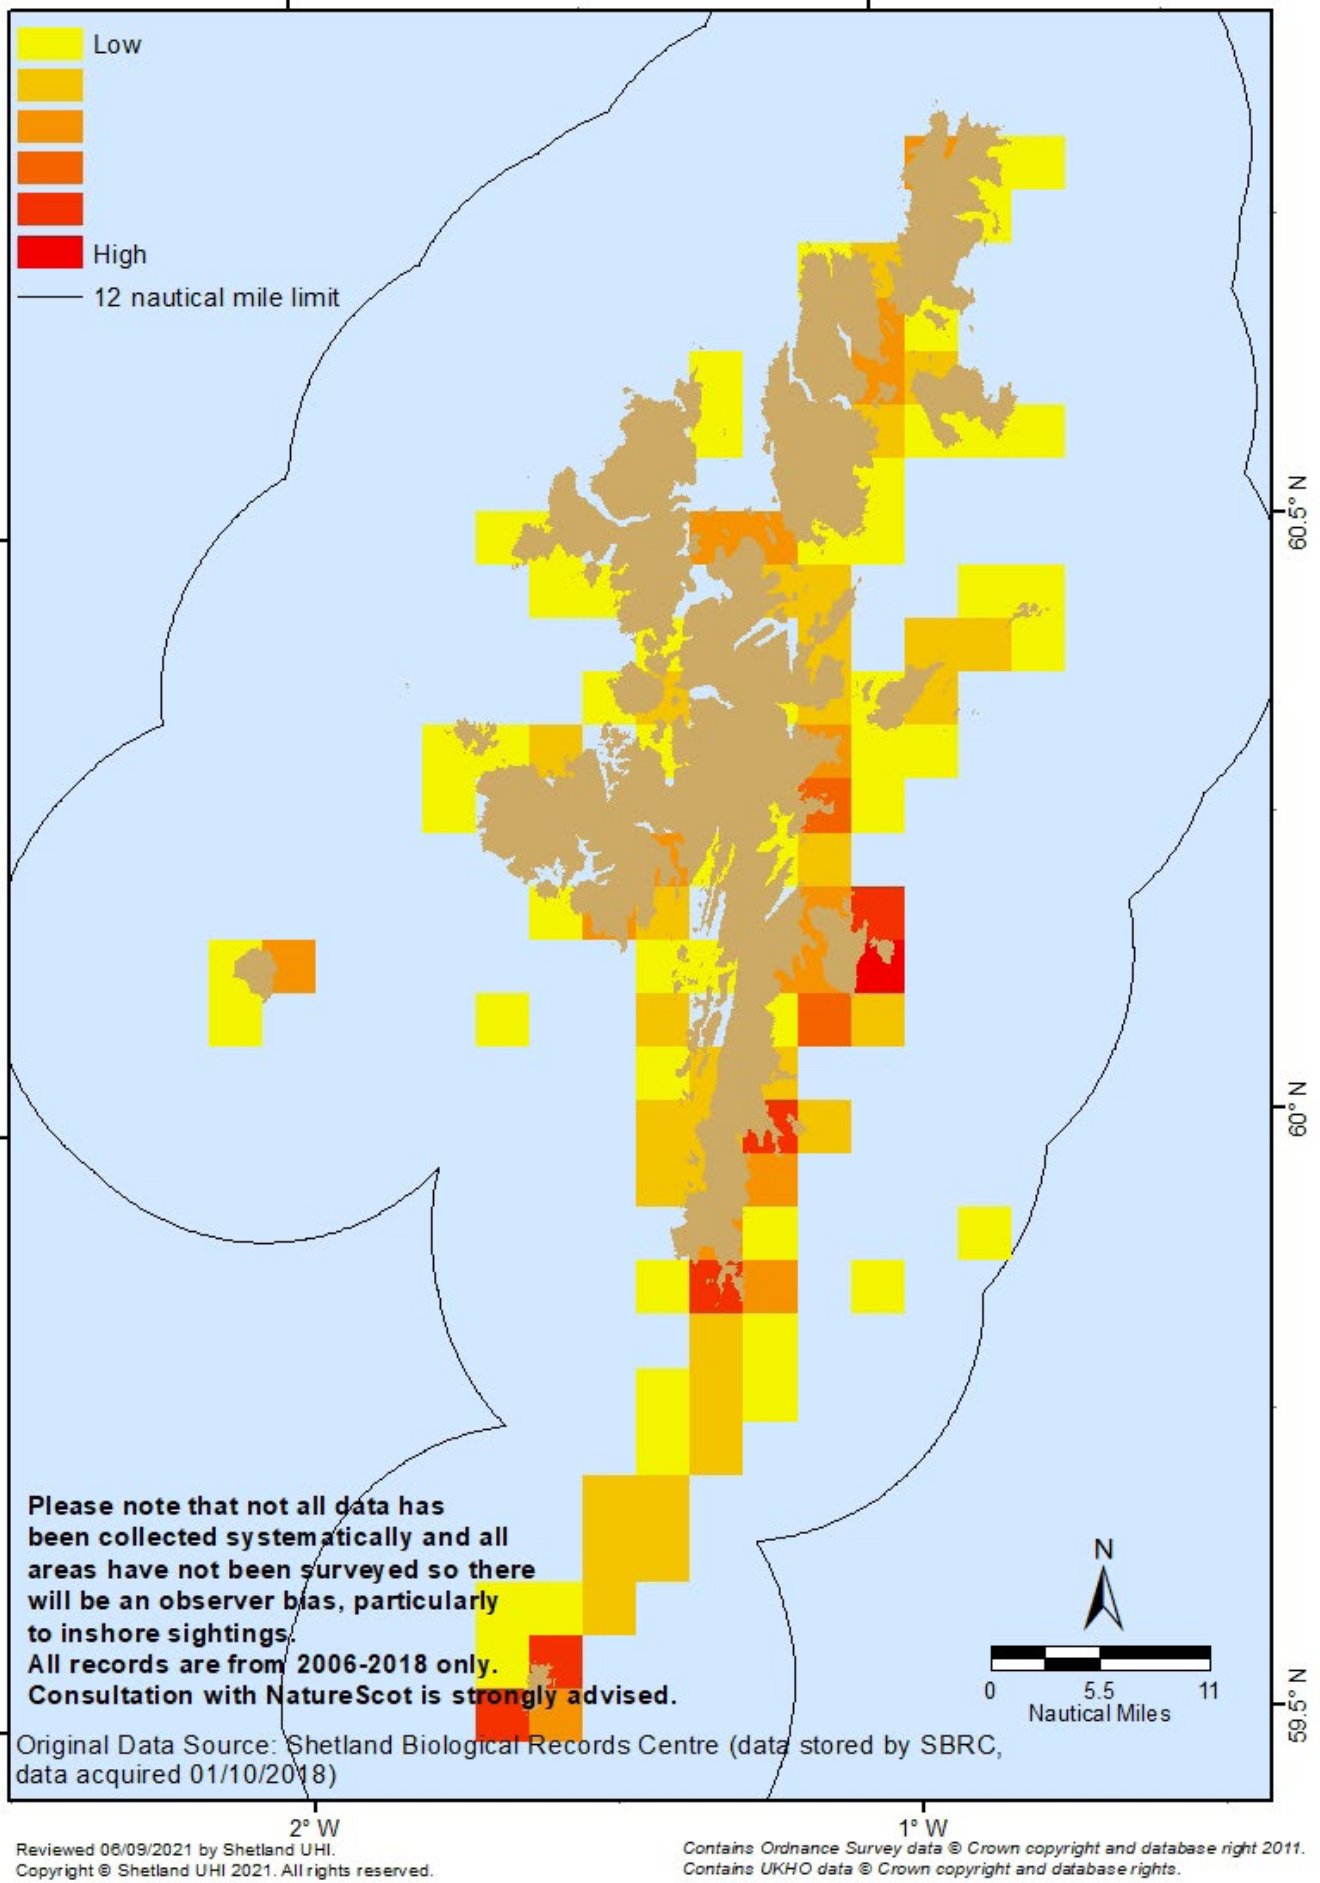 Low
High
12 nautical mile limit
60.5° N
60° N
59.5° N
Please note that not all data has
been collected systematically and all
areas have not been surveyed so there
will be an observer bias, particularly
to inshore sightings.
All records are from 2006-2018 only.
Consultation with NatureScot is strongly advised.
N
0 5.5 11
Nautical Miles
Original Data Source: Shetland Biological Records Centre (data stored by SBRC,
data acquired 01/10/2018)
2° W 1° W
Reviewed 06/09/2021 by Shetland UHI.
Copyright © Shetland UHI 2021. All rights reserved.
Contains Ordnance Survey data © Crown copyright and database right 2011.
Contains UKHO data © Crown copyright and database rights.